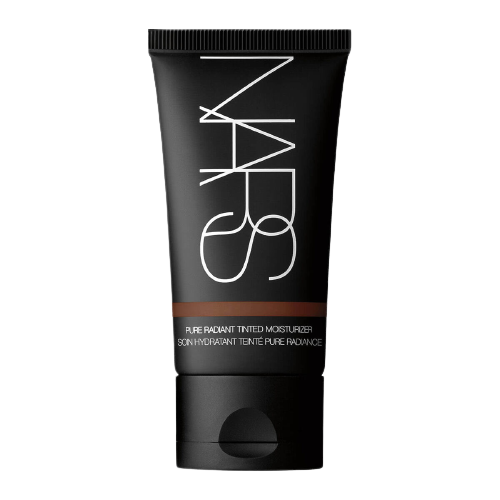 NARS
PURE RADIANT TINTED MOISTURIZER
SOIN HYDRATANT TEINTÉ PURE RADIANCE